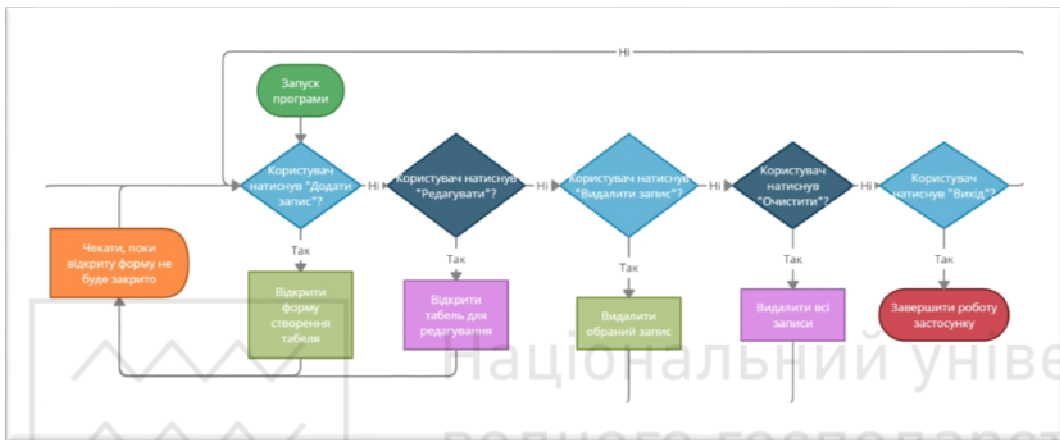 Ні
Запуск
програми
Користувач
натиснув "Додати
запис"?
Ні
Користувач натиснув
"Редагувати"?
Ні
Користувач натиснув
"Видалити запис"?
Ні
Користувач
натиснув
"Очистити"?
Ні
Користувач
натиснув "Вихід"?
Так
Так
Так
Так
Так
Чекати, поки
відкриту форму не
буде закрито
Відкрити
форму
створення
табеля
Відкрити
табель для
редагування
Видалити
обраний запис
Видалити всі
записи
Завершити роботу
застосунку
Національний уніве
водного господарст